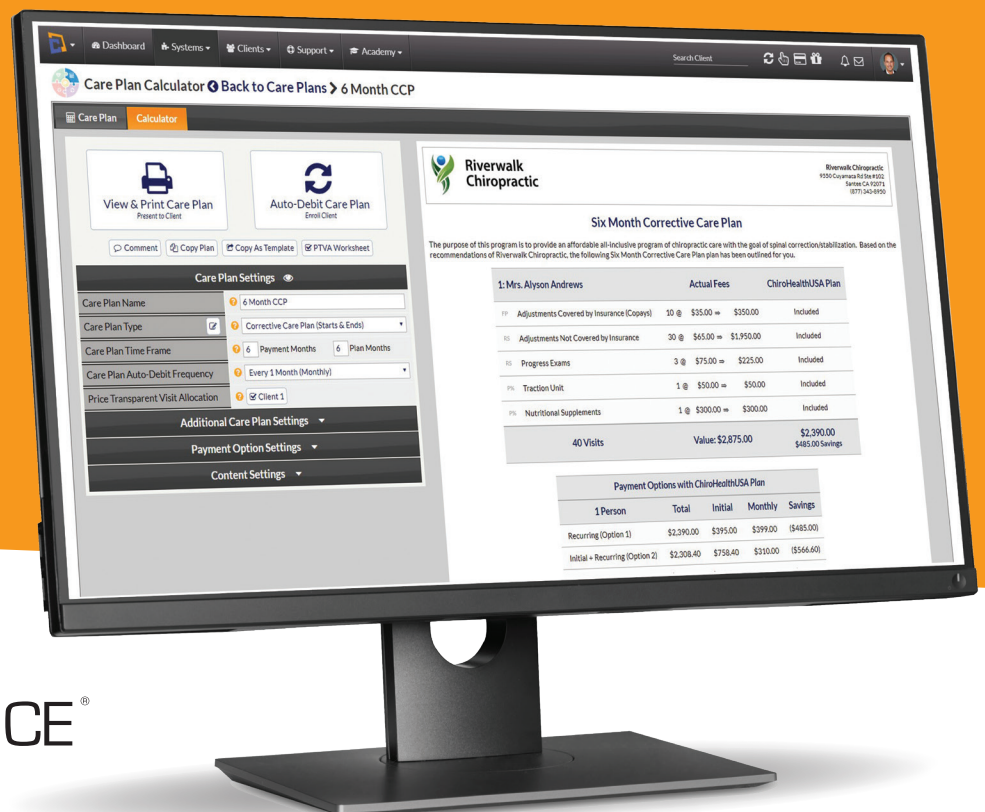 Dashboard Systems Clients Support Academy Search Client
Care Plan Calculator Back to Care Plans 6 Month CCP
Care Plan Calculator
View & Print Care Plan
Present to Client
Auto-Debit Care Plan
Enroll Client
Comment Copy Plan Copy As Template PTVA Worksheet
Care Plan Settings
Care Plan Name 6 Month CCP
Care Plan Type Corrective Care Plan (Starts & Ends)
Care Plan Time Frame 6 Payment Months 6 Plan Months
Care Plan Auto-Debit Frequency Every 1 Month (Monthly)
Price Transparent Visit Allocation Client 1
Additional Care Plan Settings
Payment Option Settings
Content Settings
Riverwalk
Chiropractic
Riverwalk Chiropractic
9550 Cuyamaca Rd Ste #102
Santee CA 92071
(877) 343-8950
Six Month Corrective Care Plan
The purpose of this program is to provide an affordable all-inclusive program of chiropractic care with the goal of spinal correction/stabilization. Based on the
recommendations of Riverwalk Chiropractic, the following Six Month Corrective Care Plan plan has been outlined for you.
1: Mrs. Alyson Andrews Actual Fees ChiroHealthUSA Plan
Adjustments Covered by Insurance (Copays) 10 @ $35.00 = $350.00 Included
RS Adjustments Not Covered by Insurance 30 @ $65.00 = $1,950.00 Included
RS Progress Exams 3 @ $75.00 = $225.00 Included
P% Traction Unit 1 @ $50.00 = $50.00 Included
P% Nutritional Supplements 1 @ $300.00 = $300.00 Included
40 Visits Value: $2,875.00 $2,390.00
$485.00 Savings
Payment Options with ChiroHealthUSA Plan
1 Person Total Initial Monthly Savings
Recurring (Option 1) $2,390.00 $395.00 $399.00 ($485.00)
Initial + Recurring (Option 2) $2,308.40 $758.40 $310.00 ($566.60)
CE®